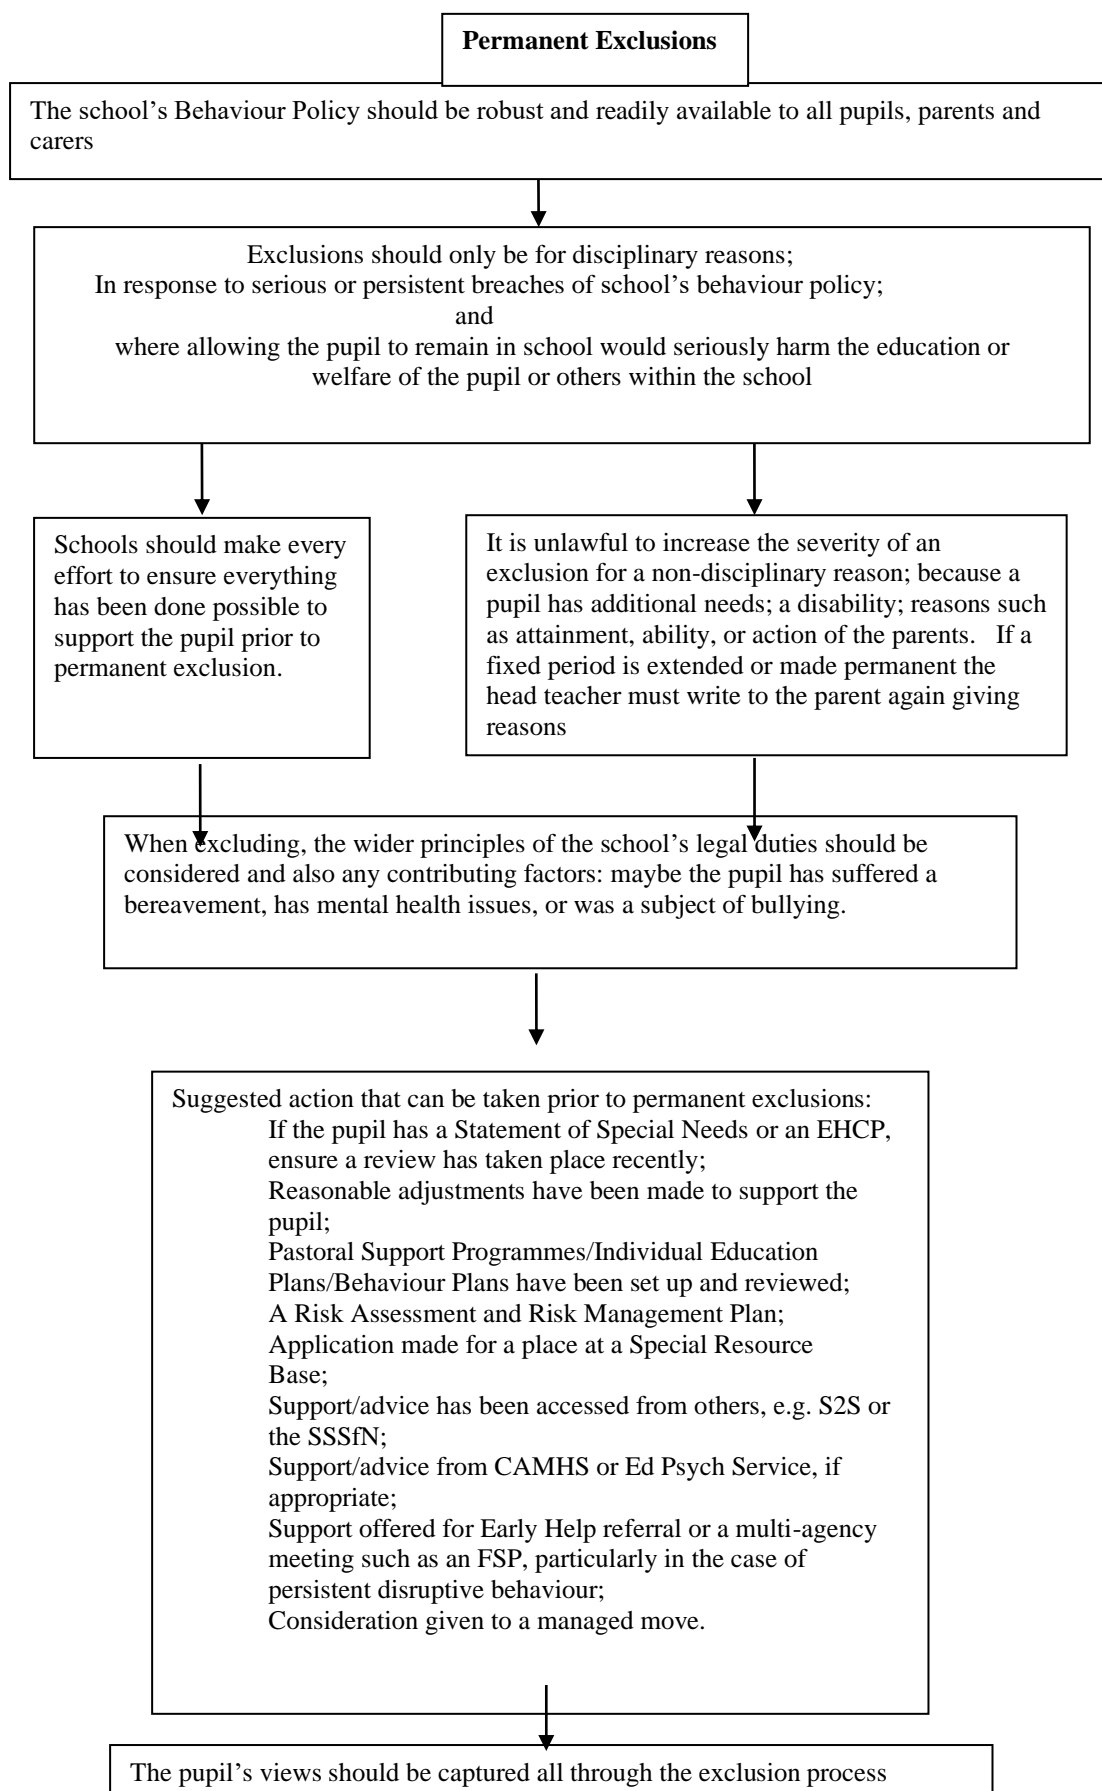 Permanent Exclusions
The school’s Behaviour Policy should be robust and readily available to all pupils, parents and
carers
Exclusions should only be for disciplinary reasons;
In response to serious or persistent breaches of school’s behaviour policy;
and
where allowing the pupil to remain in school would seriously harm the education or
welfare of the pupil or others within the school
Schools should make every
effort to ensure everything
has been done possible to
support the pupil prior to
permanent exclusion.
It is unlawful to increase the severity of an
exclusion for a non-disciplinary reason; because a
pupil has additional needs; a disability; reasons such
as attainment, ability, or action of the parents.   If a
fixed period is extended or made permanent the
head teacher must write to the parent again giving
reasons
When excluding, the wider principles of the school’s legal duties should be
considered and also any contributing factors: maybe the pupil has suffered a
bereavement, has mental health issues, or was a subject of bullying.
Suggested action that can be taken prior to permanent exclusions:
If the pupil has a Statement of Special Needs or an EHCP,
ensure a review has taken place recently;
Reasonable adjustments have been made to support the
pupil;
Pastoral Support Programmes/Individual Education
Plans/Behaviour Plans have been set up and reviewed;
A Risk Assessment and Risk Management Plan;
Application made for a place at a Special Resource
Base;
Support/advice has been accessed from others, e.g. S2S or
the SSSfN;
Support/advice from CAMHS or Ed Psych Service, if
appropriate;
Support offered for Early Help referral or a multi-agency
meeting such as an FSP, particularly in the case of
persistent disruptive behaviour;
Consideration given to a managed move.
The pupil’s views should be captured all through the exclusion process